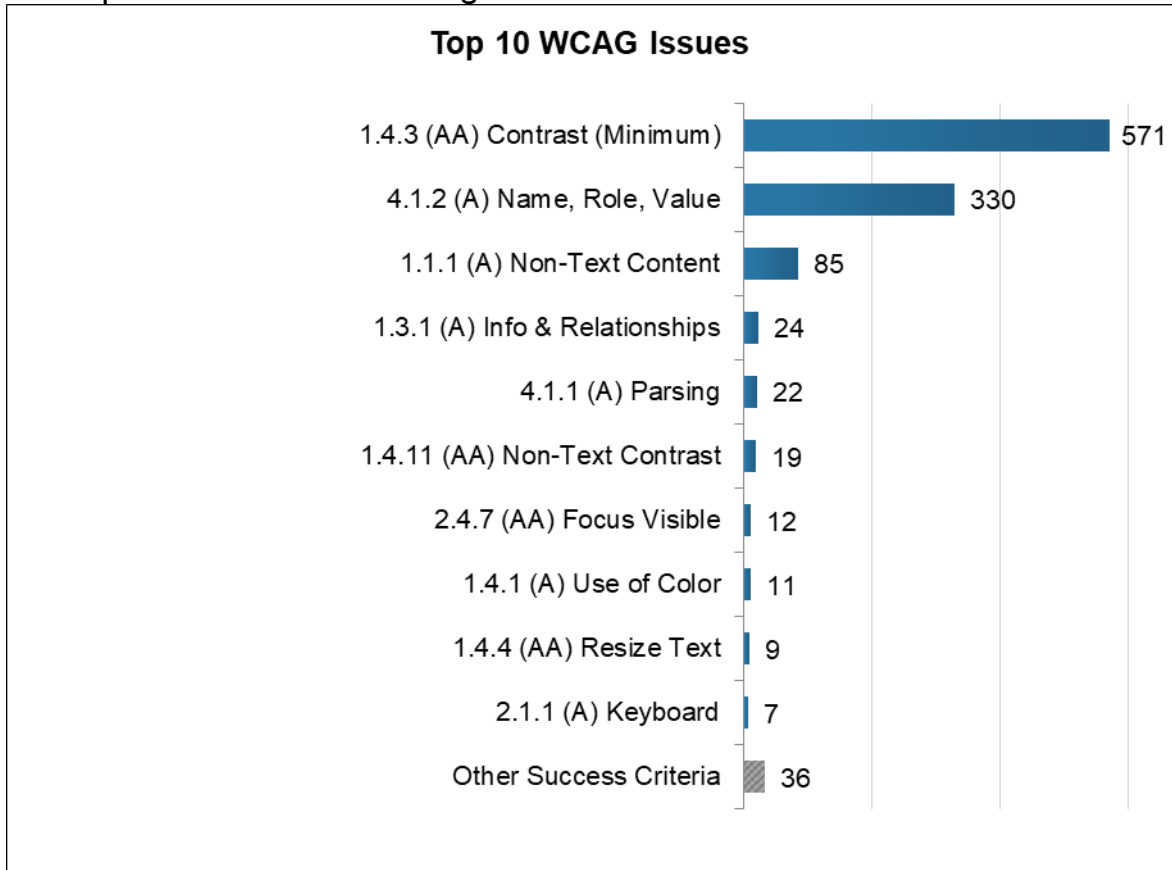 Top 10 WCAG Issues
1.4.3 (AA) Contrast (Minimum) 571
4.1.2 (A) Name, Role, Value 330
1.1.1 (A) Non-Text Content 85
1.3.1 (A) Info & Relationships 24
4.1.1 (A) Parsing 22
1.4.11 (AA) Non-Text Contrast 19
2.4.7 (AA) Focus Visible 12
1.4.1 (A) Use of Color 11
1.4.4 (AA) Resize Text 9
2.1.1 (A) Keyboard 7
Other Success Criteria 36